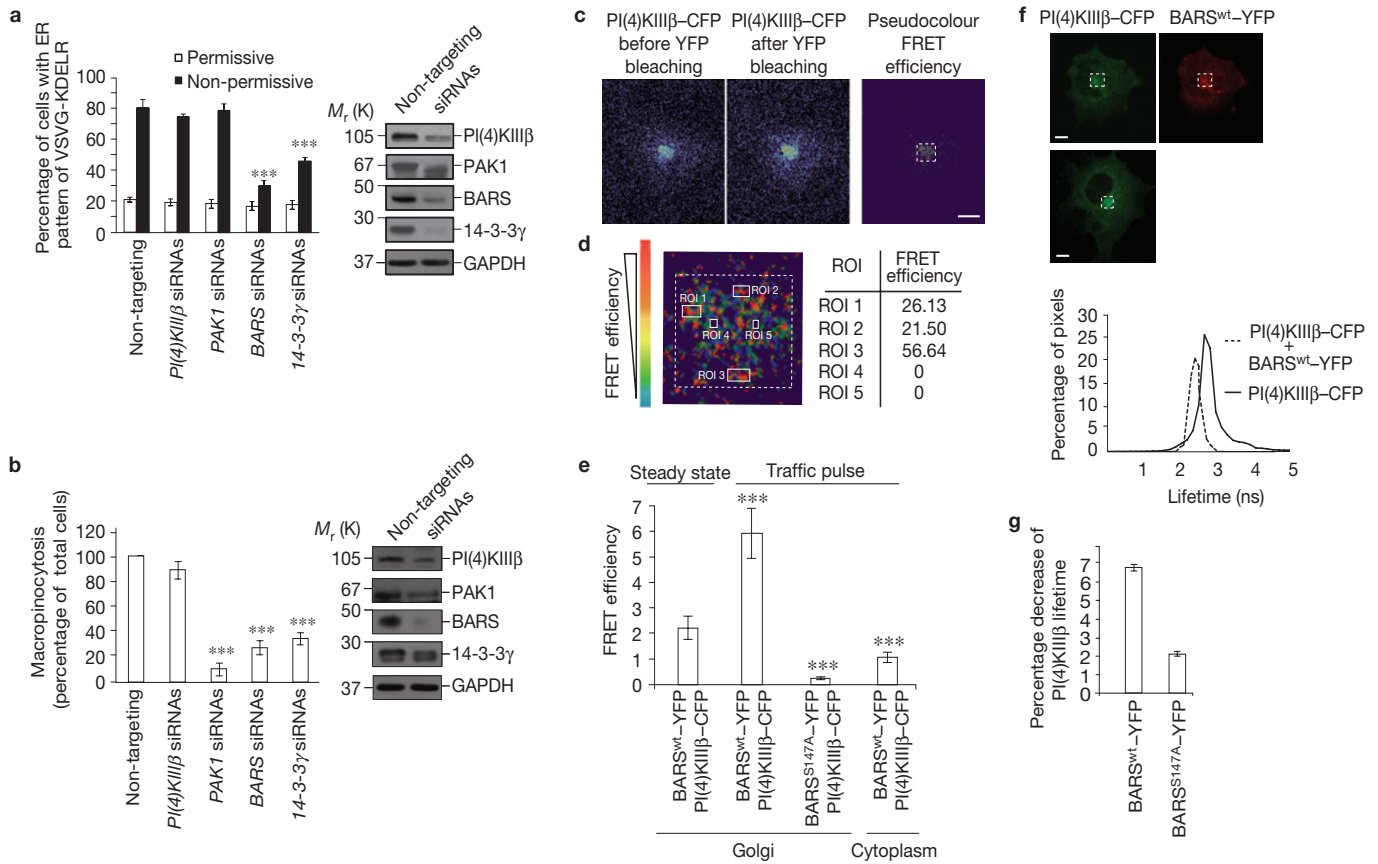 a
Permissive
Non-permissive
Percentage of cells with ER
pattern of VSVG-KDELR
100
80
60
40
20
0
***
***
Non-targeting
PI(4)KIIIβ siRNAs
PAK1 siRNAs
BARS siRNAs
14-3-3γ siRNAs
Non-targeting
siRNAs
Mr (K)
105
67
50
30
37
PI(4)KIIIβ
PAK1
BARS
14-3-3γ
GAPDH
b
Macropinocytosis
(percentage of total cells)
120
100
80
60
40
20
0
***
***
***
Non-targeting
PI(4)KIIIβ siRNAs
PAK1 siRNAs
BARS siRNAs
14-3-3γ siRNAs
Non-targeting
siRNAs
Mr (K)
105
67
50
30
37
PI(4)KIIIβ
PAK1
BARS
14-3-3γ
GAPDH
c
PI(4)KIIIβ–CFP
before YFP
bleaching
PI(4)KIIIβ–CFP
after YFP
bleaching
Pseudocolour
FRET
efficiency
d
FRET efficiency
ROI 1
ROI 2
ROI 4
ROI 5
ROI 3
ROI FRET efficiency
ROI 1 26.13
ROI 2 21.50
ROI 3 56.64
ROI 4 0
ROI 5 0
e
Steady state
Traffic pulse
FRET efficiency
7
6
5
4
3
2
1
0
***
***
***
BARSwt–YFP
PI(4)KIIIβ–CFP
BARSwt–YFP
PI(4)KIIIβ–CFP
BARSS147A–YFP
PI(4)KIIIβ–CFP
BARSwt–YFP
PI(4)KIIIβ–CFP
Golgi
Cytoplasm
f
PI(4)KIIIβ–CFP
BARSwt–YFP
Percentage of pixels
30
25
20
15
10
5
0
1 2 3 4 5
Lifetime (ns)
PI(4)KIIIβ–CFP
+
BARSwt–YFP
PI(4)KIIIβ–CFP
g
Percentage decrease of
PI(4)KIIIβ lifetime
8
7
6
5
4
3
2
1
0
BARSwt–YFP
BARSS147A–YFP